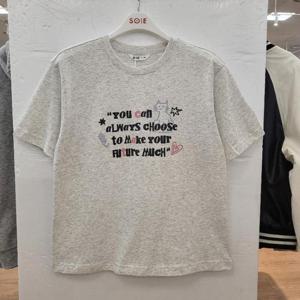 SOIE
"YOU CAN
ALWAYS CHOOSE
to MAKE YOUR
FUTURE MUCH"